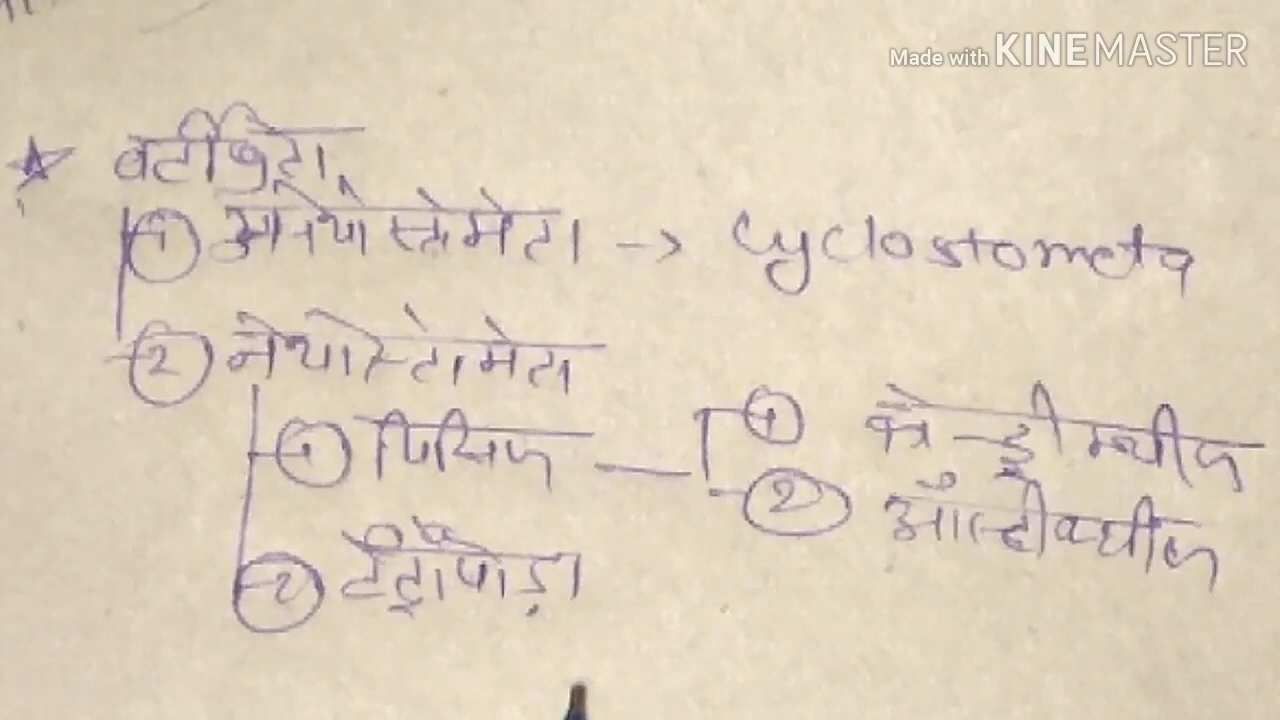 Made with KINEMASTER
★ वर्टीब्रिटा
① अनेथोस्टोमेटा -> Cyclostometa
② नेथोस्टोमेटा
① पिसिज
① कोन्ड्रीक्थीज
② ऑस्टीक्थीज
② टेट्रापोड़ा